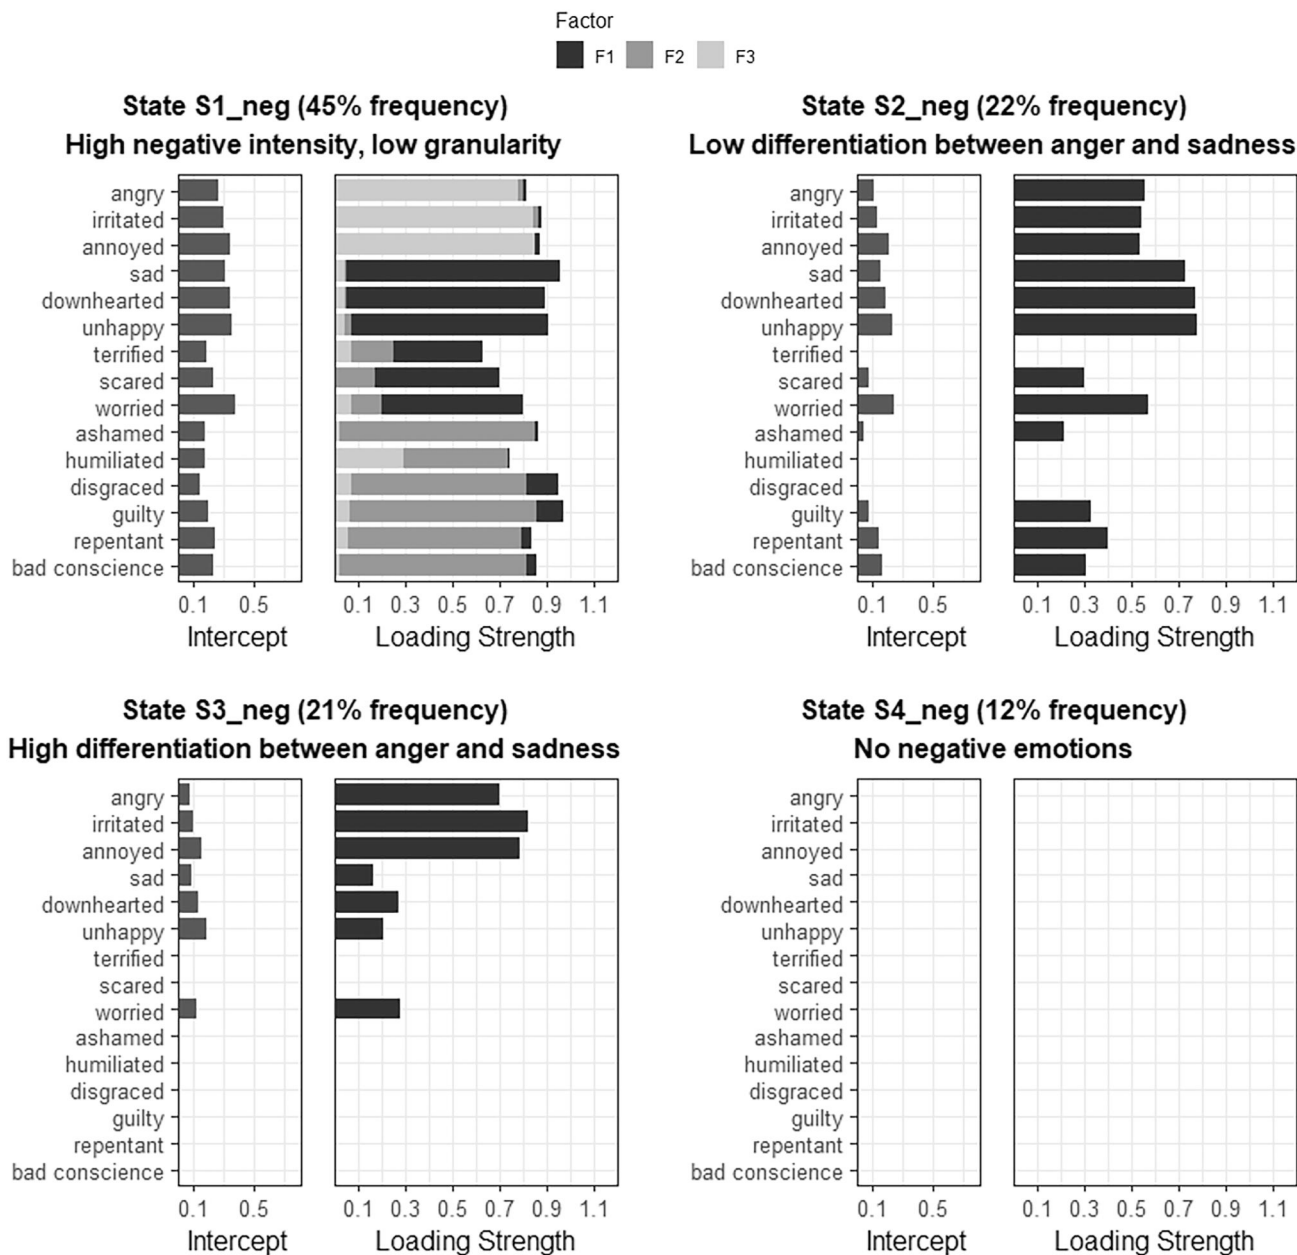 Factor
F1 F2 F3
State S1_neg (45% frequency)
High negative intensity, low granularity
angry
irritated
annoyed
sad
downhearted
unhappy
terrified
scared
worried
ashamed
humiliated
disgraced
guilty
repentant
bad conscience
0.1 0.5
Intercept
0.1 0.3 0.5 0.7 0.9 1.1
Loading Strength
State S2_neg (22% frequency)
Low differentiation between anger and sadness
angry
irritated
annoyed
sad
downhearted
unhappy
terrified
scared
worried
ashamed
humiliated
disgraced
guilty
repentant
bad conscience
0.1 0.5
Intercept
0.1 0.3 0.5 0.7 0.9 1.1
Loading Strength
State S3_neg (21% frequency)
High differentiation between anger and sadness
angry
irritated
annoyed
sad
downhearted
unhappy
terrified
scared
worried
ashamed
humiliated
disgraced
guilty
repentant
bad conscience
0.1 0.5
Intercept
0.1 0.3 0.5 0.7 0.9 1.1
Loading Strength
State S4_neg (12% frequency)
No negative emotions
angry
irritated
annoyed
sad
downhearted
unhappy
terrified
scared
worried
ashamed
humiliated
disgraced
guilty
repentant
bad conscience
0.1 0.5
Intercept
0.1 0.3 0.5 0.7 0.9 1.1
Loading Strength